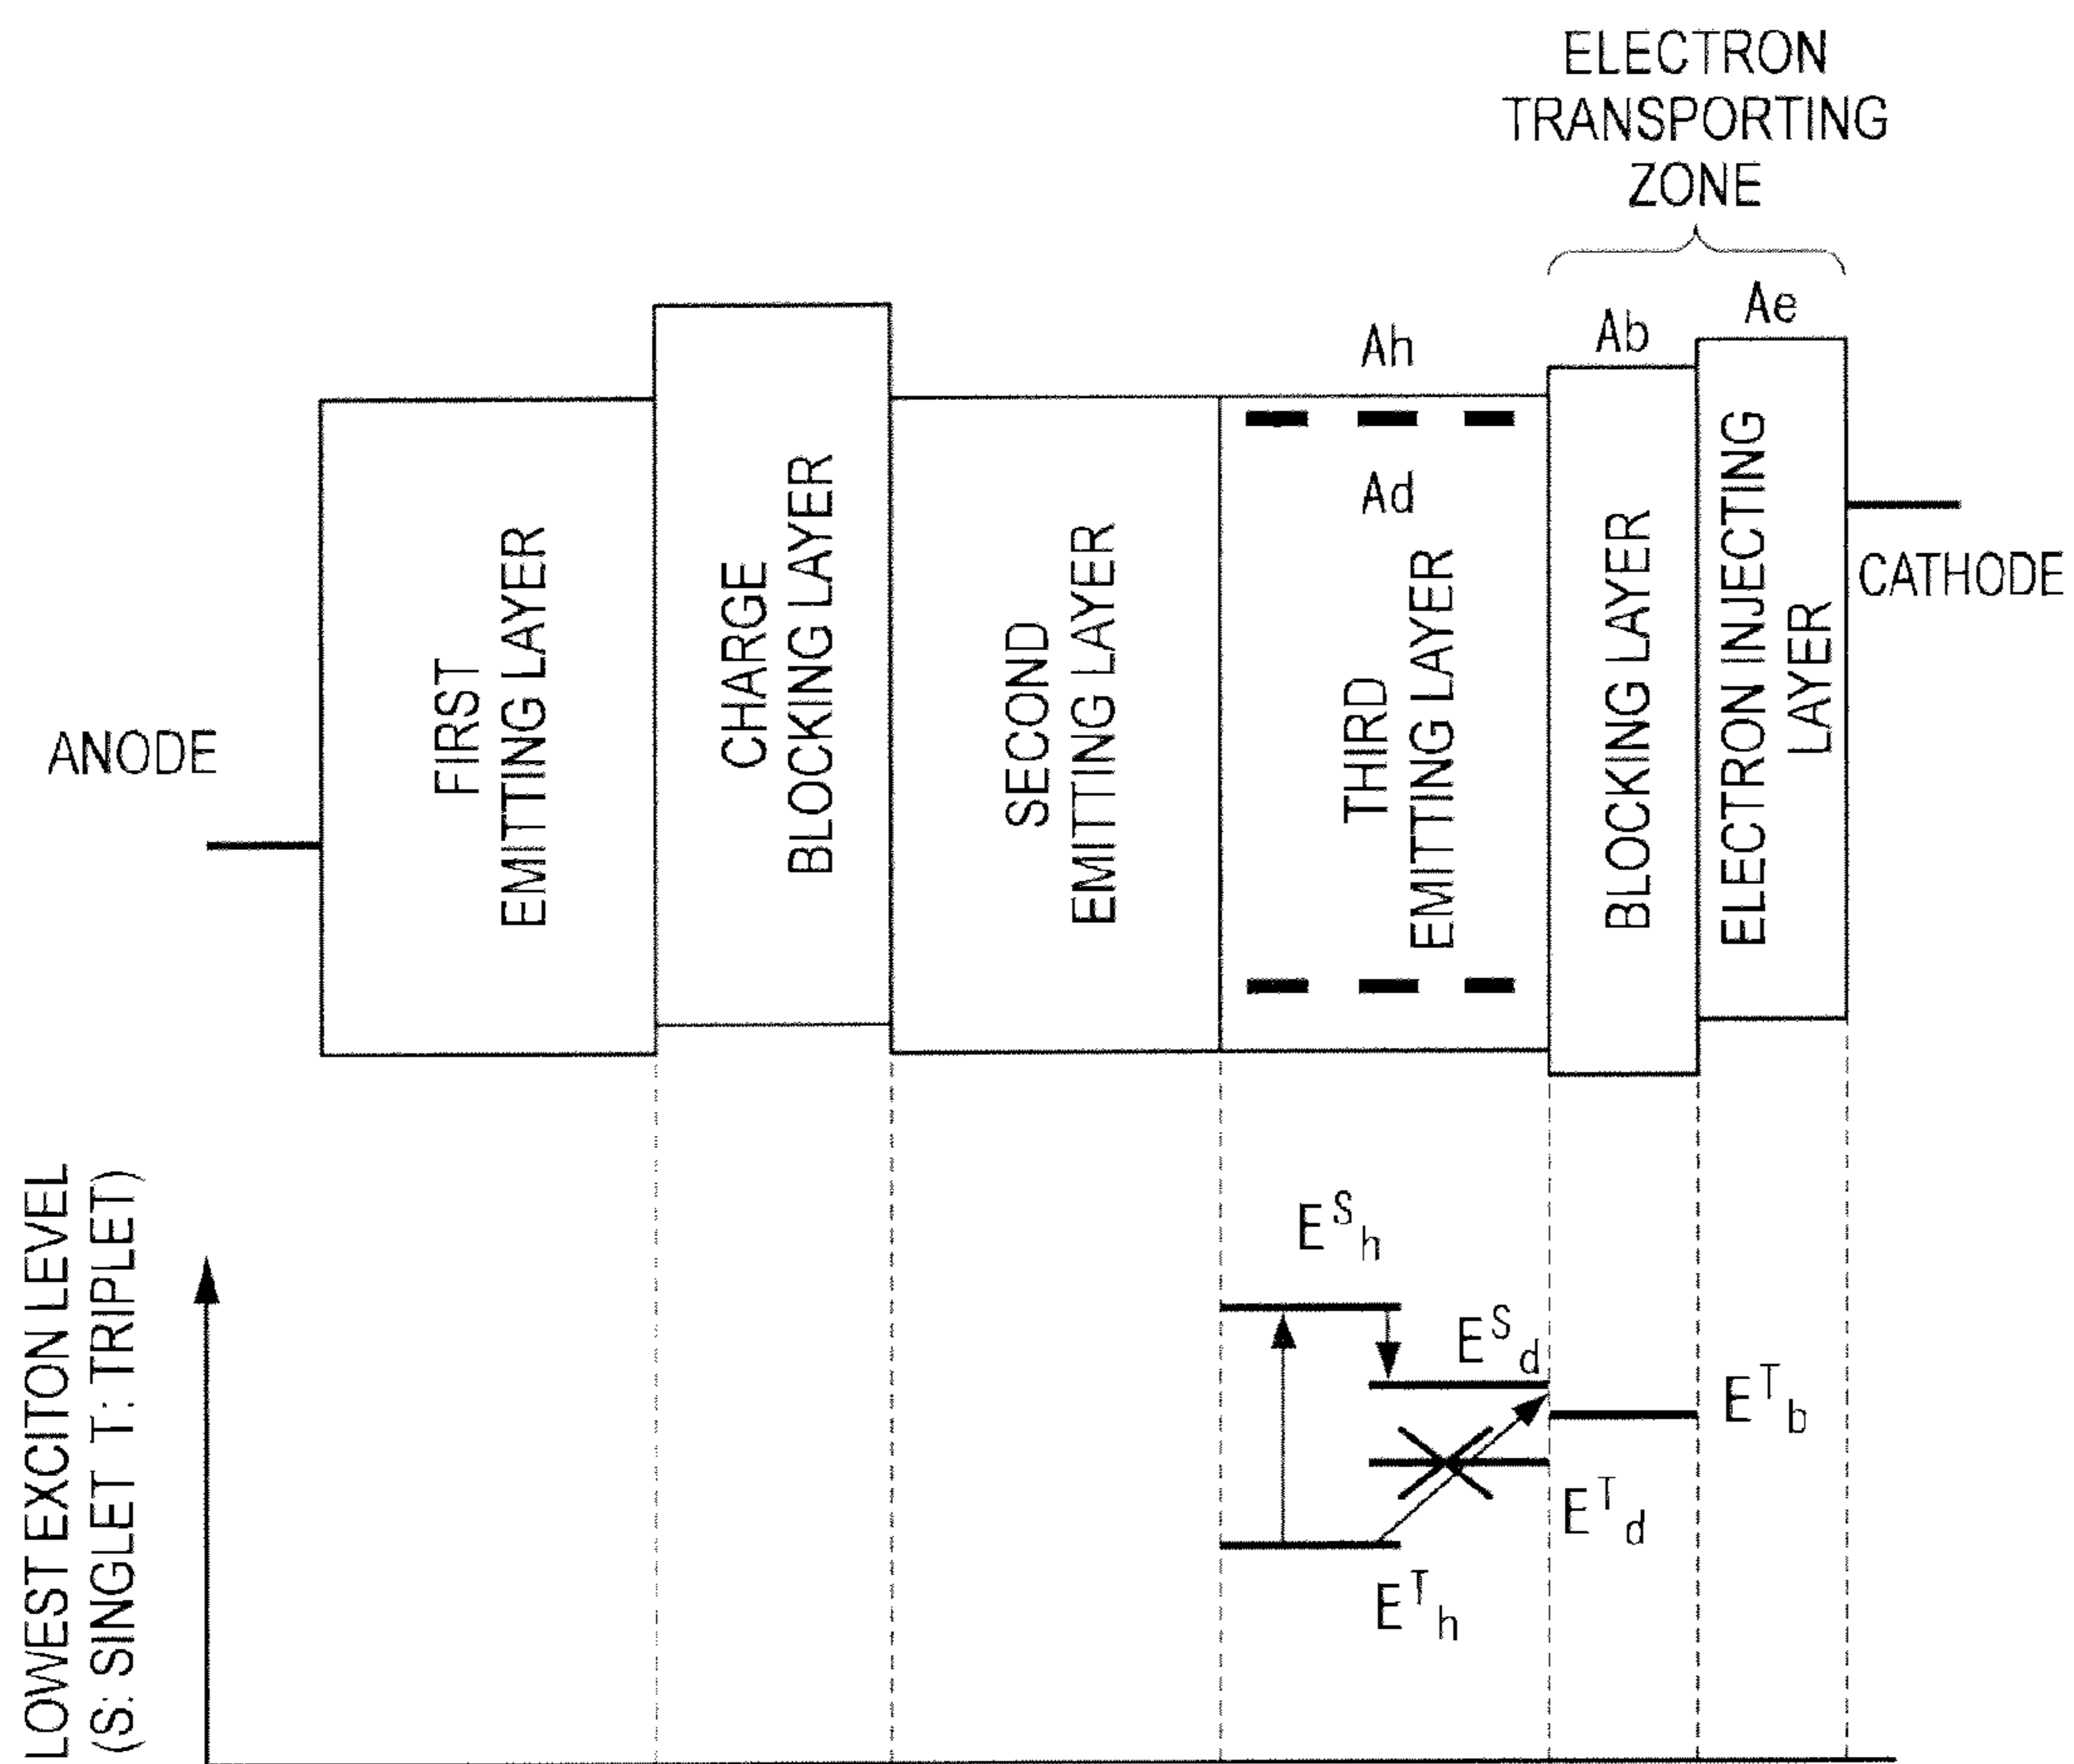 ELECTRON
TRANSPORTING
ZONE
Ae
Ab
Ah
Ad
ANODE
FIRST
EMITTING LAYER
CHARGE
BLOCKING LAYER
SECOND
EMITTING LAYER
THIRD
EMITTING LAYER
BLOCKING LAYER
ELECTRON INJECTING
LAYER
CATHODE
LOWEST EXCITON LEVEL
(S: SINGLET T: TRIPLET)
E^S_h
E^S_d
E^T_b
E^T_d
E^T_h